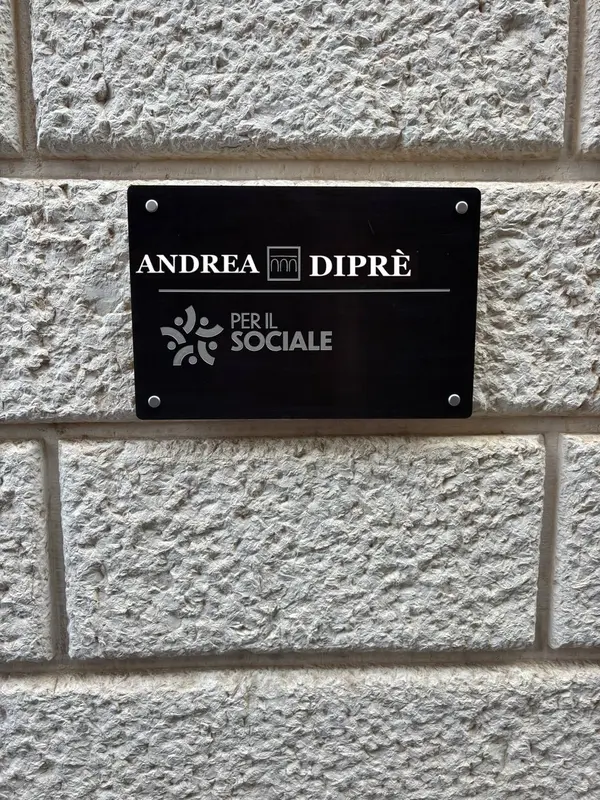 ANDREA DIPRÈ
PER IL
SOCIALE